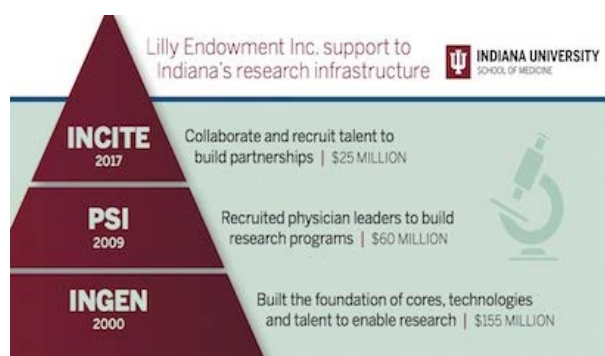 Lilly Endowment Inc. support to
Indiana's research infrastructure
INDIANA UNIVERSITY
SCHOOL OF MEDICINE
INCITE
2017
Collaborate and recruit talent to
build partnerships | $25 MILLION
PSI
2009
Recruited physician leaders to build
research programs | $60 MILLION
INGEN
2000
Built the foundation of cores, technologies
and talent to enable research | $155 MILLION